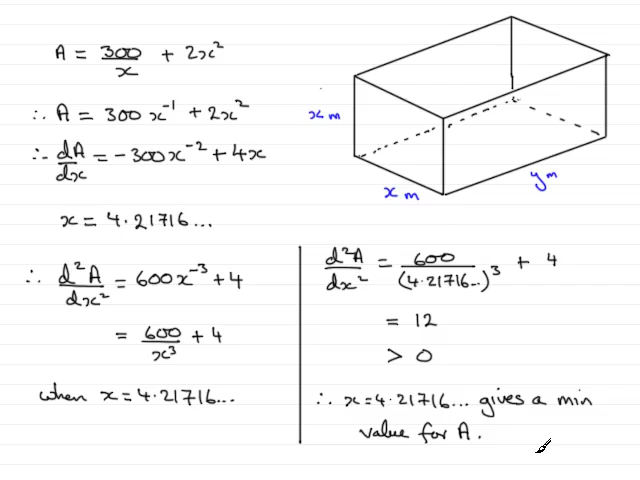 A = 300/x + 2x²
∴ A = 300x⁻¹ + 2x²
∴ dA/dx = -300x⁻² + 4x
x = 4.21716...
x m
x m
y m
∴ d²A/dx² = 600x⁻³ + 4
= 600/x³ + 4
when x = 4.21716...
d²A/dx² = 600/(4.21716...)³ + 4
= 12
> 0
∴ x = 4.21716... gives a min
value for A.